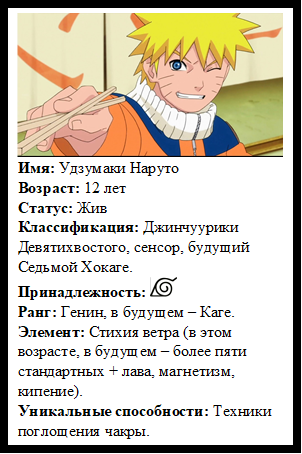 Имя: Удзумаки Наруто
Возраст: 12 лет
Статус: Жив
Классификация: Джинчуурики
Девятихвостого, сенсор, будущий
Седьмой Хокаге.
Принадлежность:
Ранг: Генин, в будущем – Каге.
Элемент: Стихия ветра (в этом
возрасте, в будущем – более пяти
стандартных + лава, магнетизм,
кипение).
Уникальные способности: Техники
поглощения чакры.